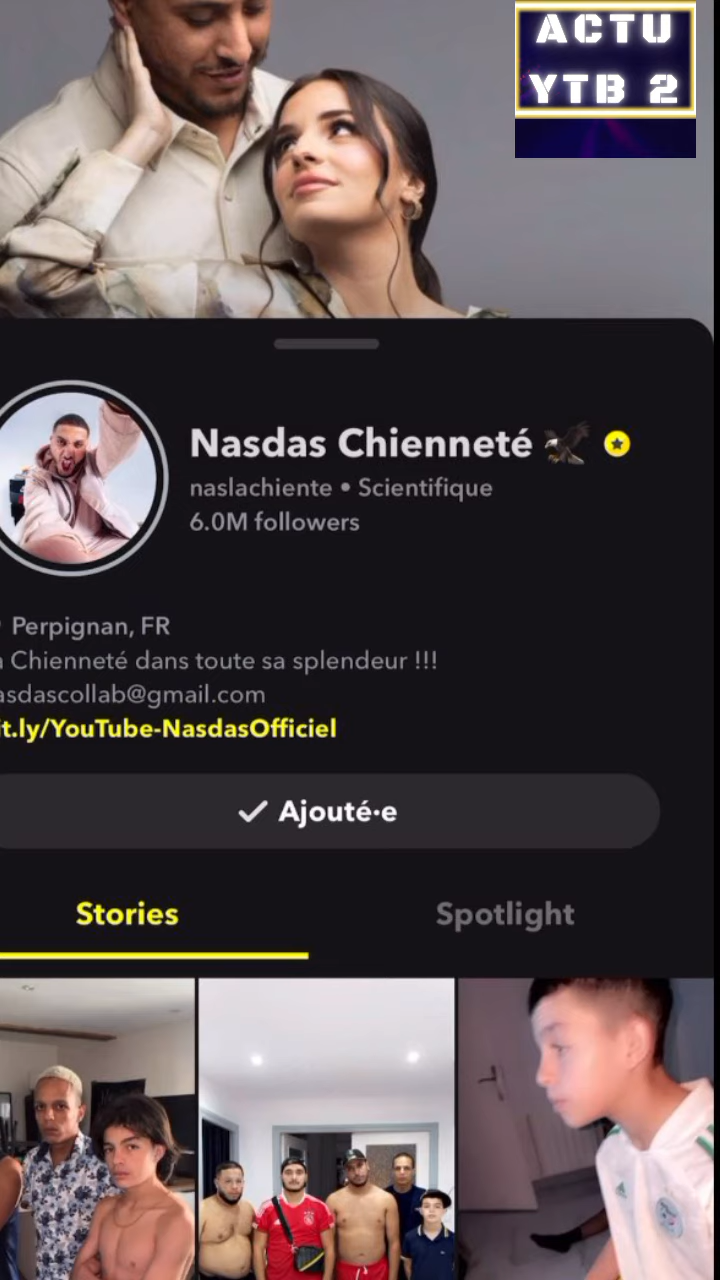 ACTU
YTB 2
Nasdas Chienneté
naslachiente • Scientifique
6.0M followers
Perpignan, FR
Chienneté dans toute sa splendeur !!!
asdascollab@gmail.com
it.ly/YouTube-NasdasOfficiel
Ajouté·e
Stories
Spotlight